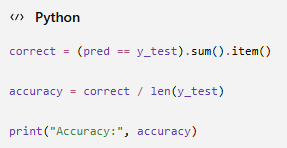 </> Python
correct = (pred == y_test).sum().item()
accuracy = correct / len(y_test)
print("Accuracy:", accuracy)